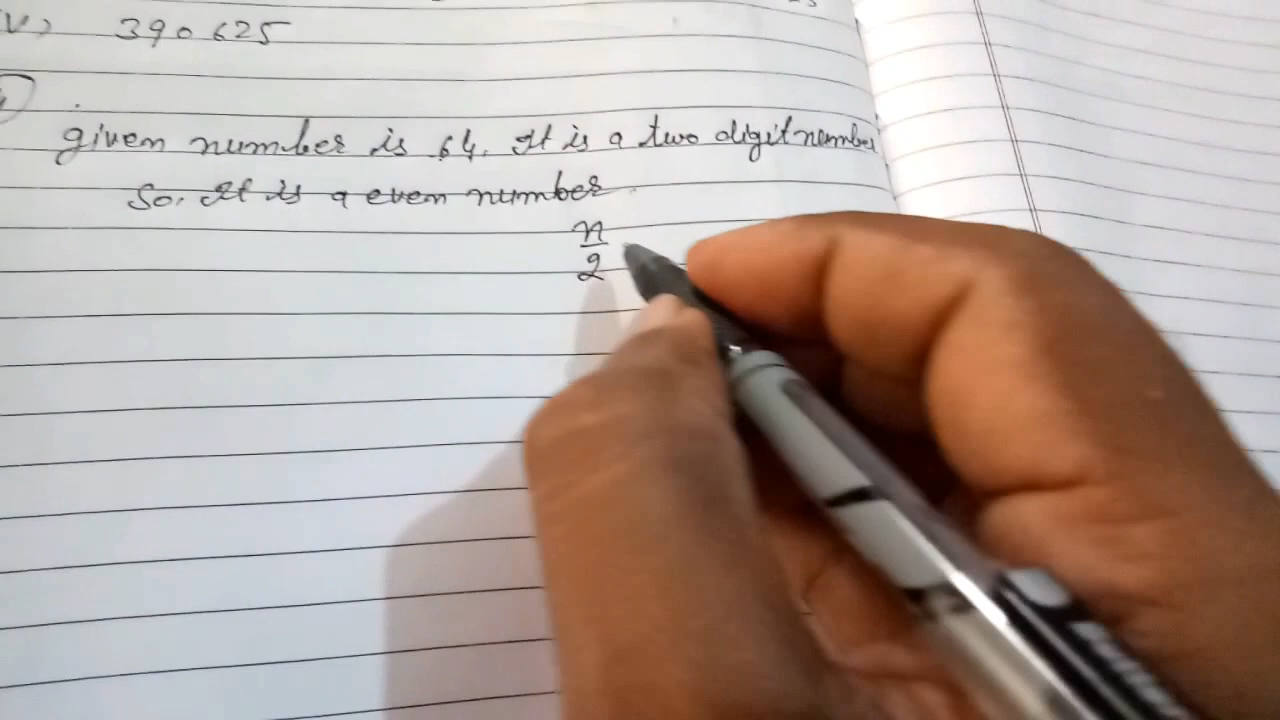 V) 390625
given number is 64. It is a two digit number
So. It is a even number
n
2